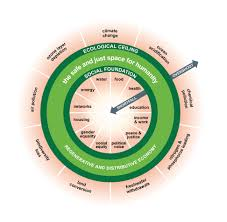 climate
change
ocean
acidification
chemical
pollution
nitrogen &
phosphorus loading
freshwater
withdrawals
land
conversion
biodiversity
loss
air pollution
ozone layer
depletion
ECOLOGICAL CEILING
the safe and just space for humanity
SOCIAL FOUNDATION
water
food
health
education
income
& work
peace &
justice
political
voice
social
equity
gender
equality
housing
networks
energy
SHORTFALL
OVERSHOOT
REGENERATIVE AND DISTRIBUTIVE ECONOMY